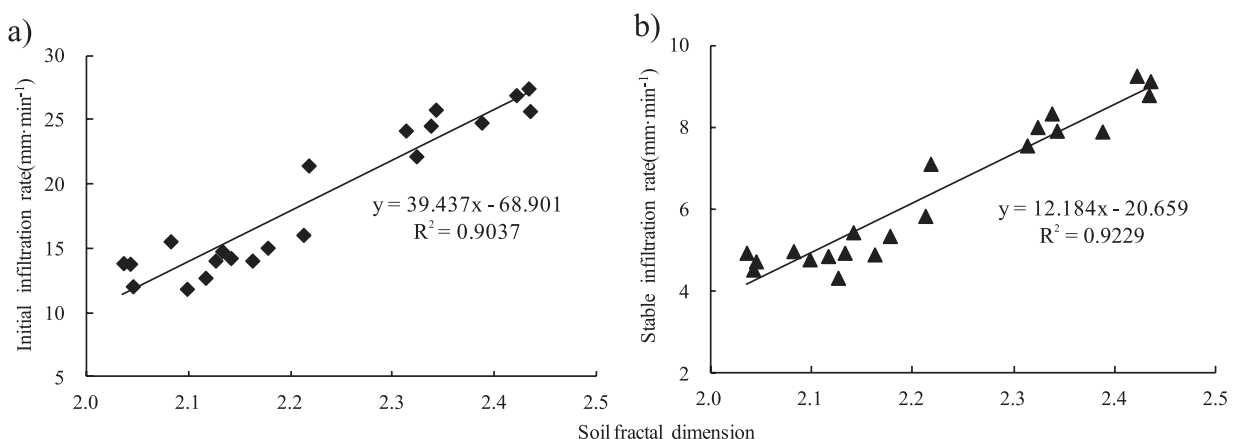 a)
Initial infiltration rate(mm·min⁻¹)
30
25
20
15
10
5
y = 39.437x - 68.901
R² = 0.9037
2.0 2.1 2.2 2.3 2.4 2.5
b)
Stable infiltration rate(mm·min⁻¹)
10
8
6
4
2
y = 12.184x - 20.659
R² = 0.9229
2.0 2.1 2.2 2.3 2.4 2.5
Soil fractal dimension